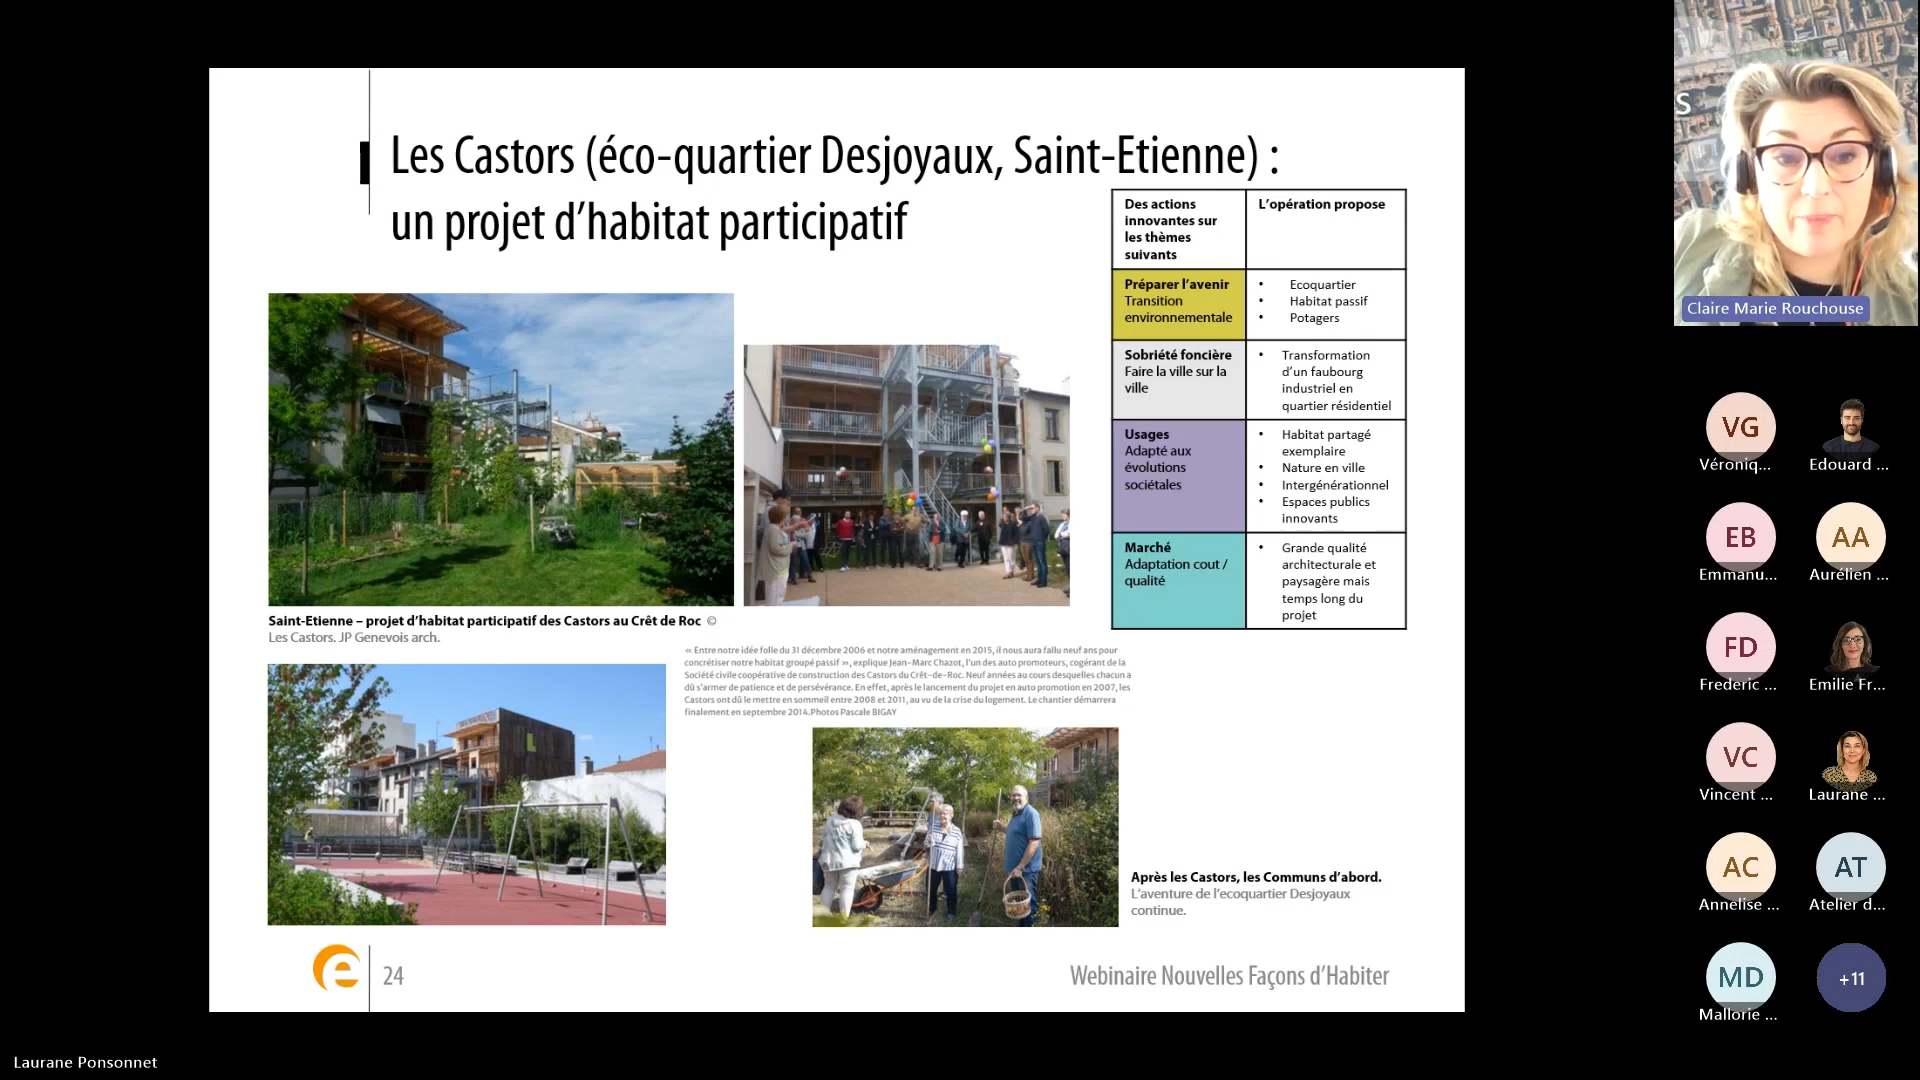 Les Castors (éco-quartier Desjoyaux, Saint-Etienne) :
un projet d’habitat participatif
Des actions
innovantes sur
les thèmes
suivants
L’opération propose
Préparer l’avenir
Transition
environnementale
• Ecoquartier
• Habitat passif
• Potagers
Sobriété foncière
Faire la ville sur la
ville
• Transformation
d’un faubourg
industriel en
quartier résidentiel
Usages
Adapté aux
évolutions
sociétales
• Habitat partagé
exemplaire
• Nature en ville
• Intergénérationnel
• Espaces publics
innovants
Marché
Adaptation cout /
qualité
• Grande qualité
architecturale et
paysagère mais
temps long du
projet
Saint-Etienne – projet d’habitat participatif des Castors au Crêt de Roc ©
Les Castors. JP Genevois arch.
« Entre notre idée folle du 31 décembre 2006 et notre aménagement en 2015, il nous aura fallu neuf ans pour
concrétiser notre habitat groupé passif », explique Jean-Marc Chazot, l’un des auto promoteurs, cogérant de la
Société civile coopérative de construction des Castors du Crêt-de-Roc. Neuf années au cours desquelles chacun a
dû s’armer de patience et de persévérance. En effet, après le lancement du projet en auto promotion en 2007, les
Castors ont dû le mettre en sommeil entre 2008 et 2011, au vu de la crise du logement. Le chantier démarrera
finalement en septembre 2014.Photos Pascale BIGAY
Après les Castors, les Communs d’abord.
L’aventure de l’ecoquartier Desjoyaux
continue.
e
24
Webinaire Nouvelles Façons d’Habiter
S
Claire Marie Rouchouse
VG
Véroniq...
Edouard ...
EB
Emmanu...
AA
Aurélien ...
FD
Frederic ...
Emilie Fr...
VC
Vincent ...
Laurane ...
AC
Annelise ...
AT
Atelier d...
MD
Mallorie ...
+11
Laurane Ponsonnet